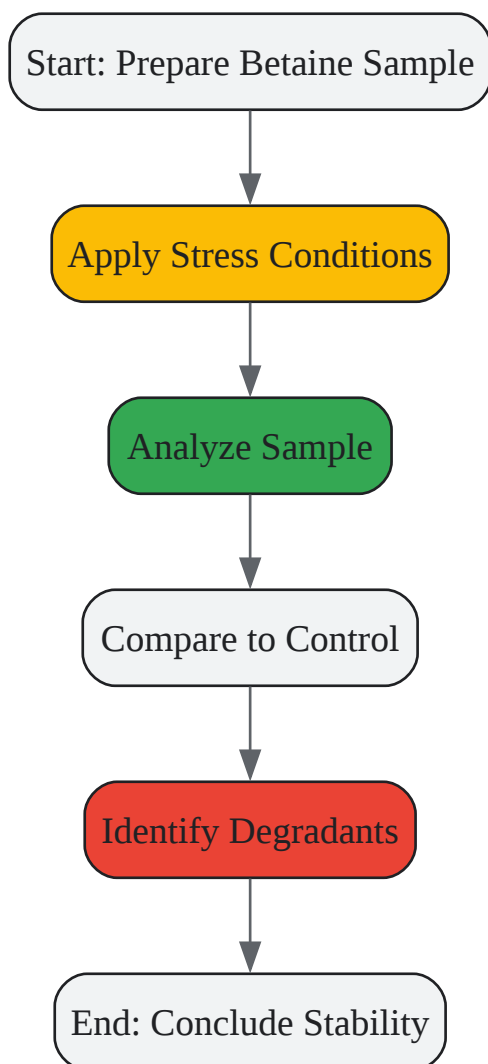 Start: Prepare Betaine Sample
Apply Stress Conditions
Analyze Sample
Compare to Control
Identify Degradants
End: Conclude Stability